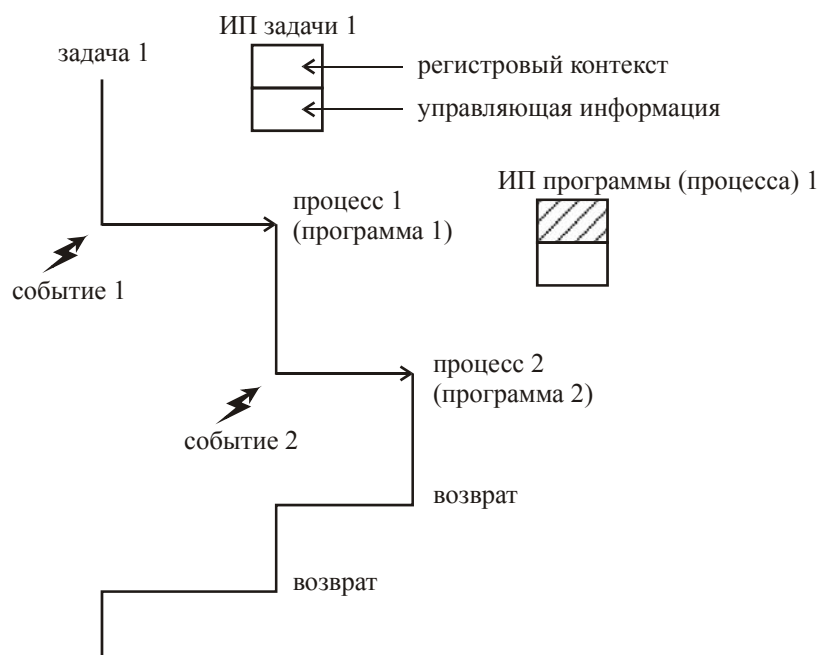 ИП задачи 1
задача 1
регистровый контекст
управляющая информация
ИП программы (процесса) 1
процесс 1
(программа 1)
событие 1
процесс 2
(программа 2)
событие 2
возврат
возврат